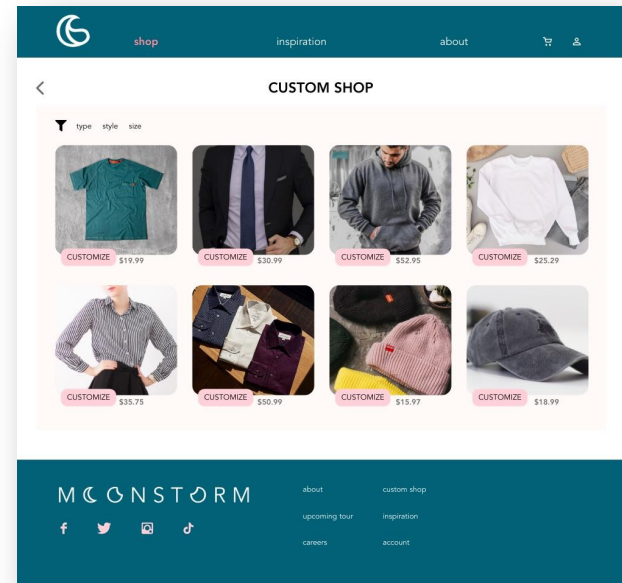 shop inspiration about
CUSTOM SHOP
type style size
CUSTOMIZE $19.99 CUSTOMIZE $30.99 CUSTOMIZE $52.95 CUSTOMIZE $25.29
CUSTOMIZE $35.75 CUSTOMIZE $50.99 CUSTOMIZE $15.97 CUSTOMIZE $18.99
MOONSTORM
about custom shop
upcoming tour inspiration
careers account